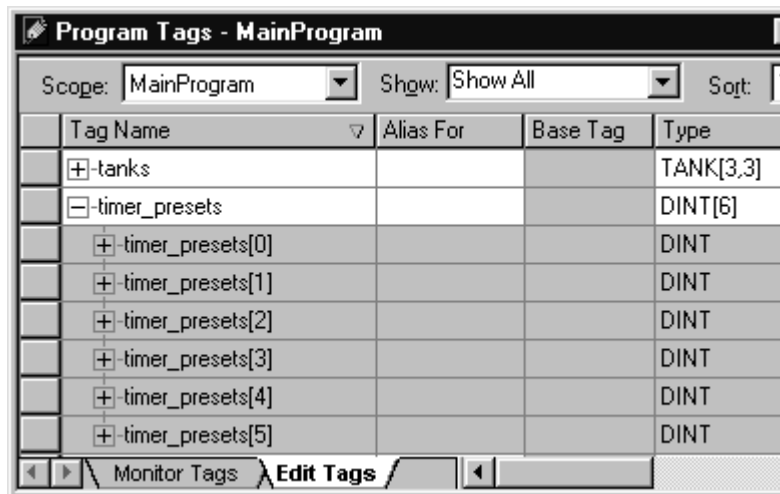 Program Tags - MainProgram
Scope: MainProgram Show: Show All Sort:
Tag Name Alias For Base Tag Type
tanks TANK[3,3]
timer_presets DINT[6]
timer_presets[0] DINT
timer_presets[1] DINT
timer_presets[2] DINT
timer_presets[3] DINT
timer_presets[4] DINT
timer_presets[5] DINT
Monitor Tags Edit Tags